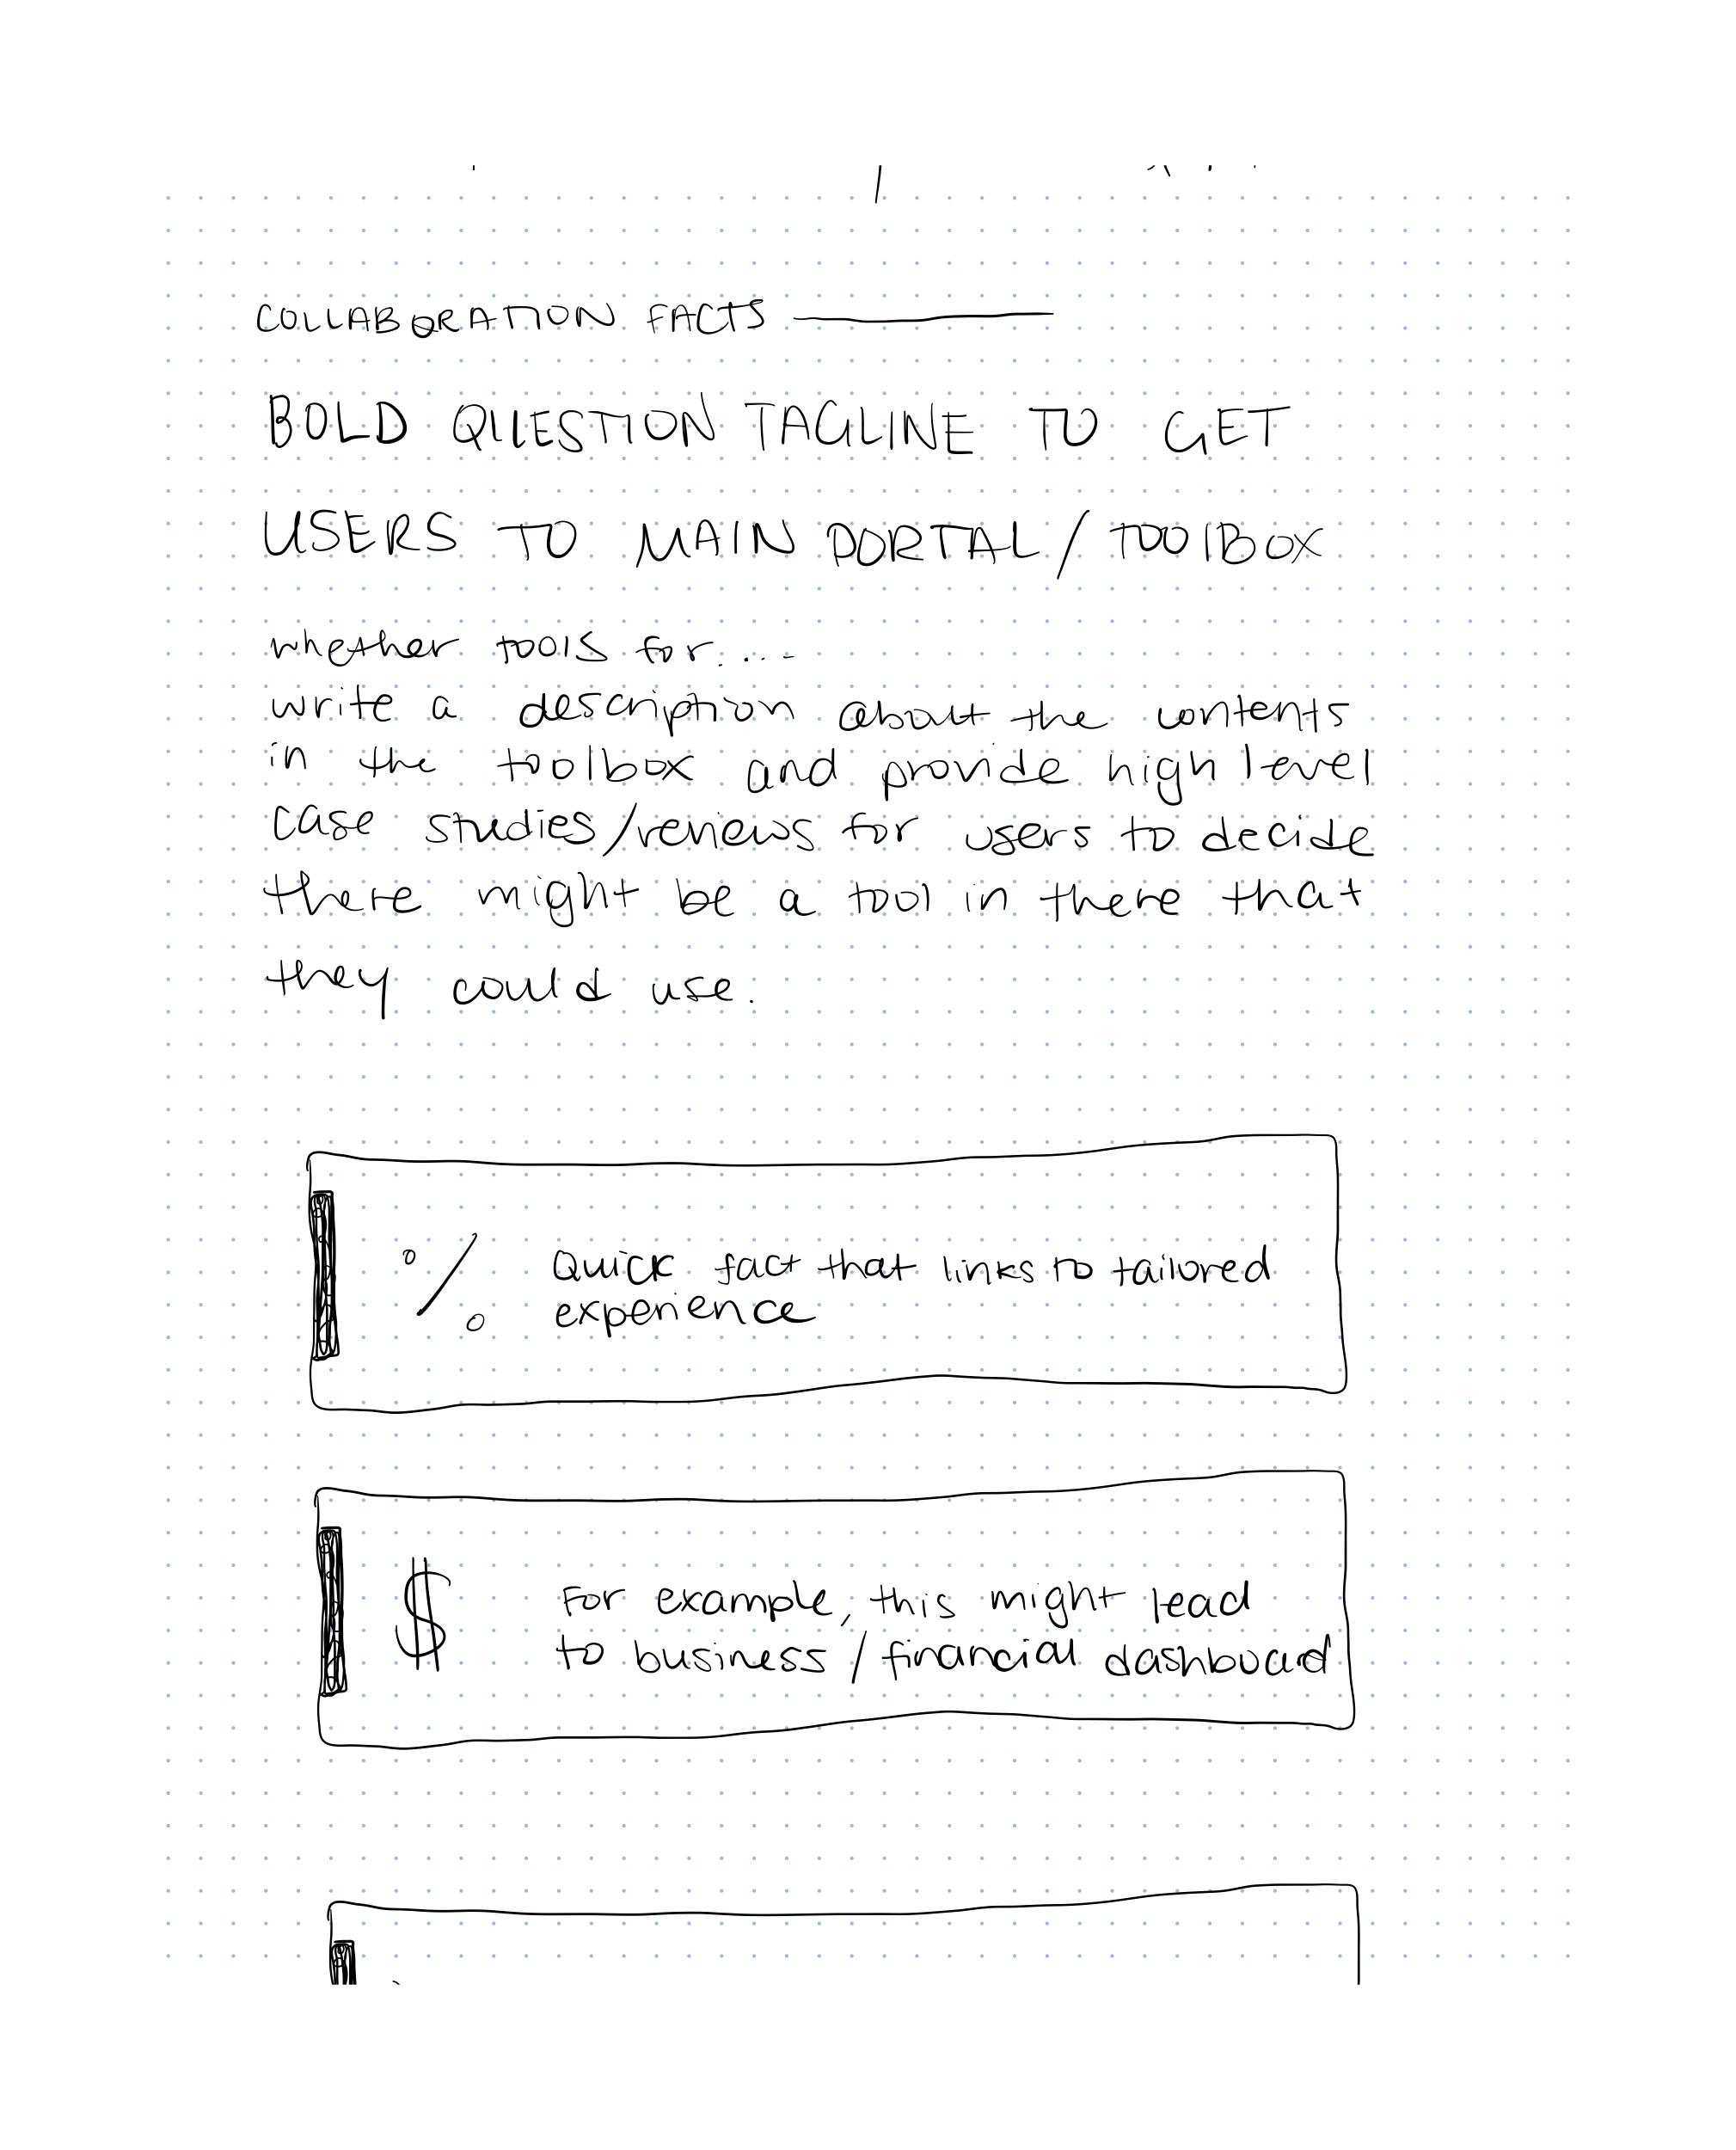 COLLABORATION FACTS
BOLD QUESTION TAGLINE TO GET
USERS TO MAIN PORTAL/TOOlBOX
whether tools for....
write a description about the contents
in the toolbox and provide high level
case studies/reviews for users to decide
there might be a tool in there that
they could use.
% Quick fact that links to tailored
experience
$ For example, this might lead
to business / financial dashboard